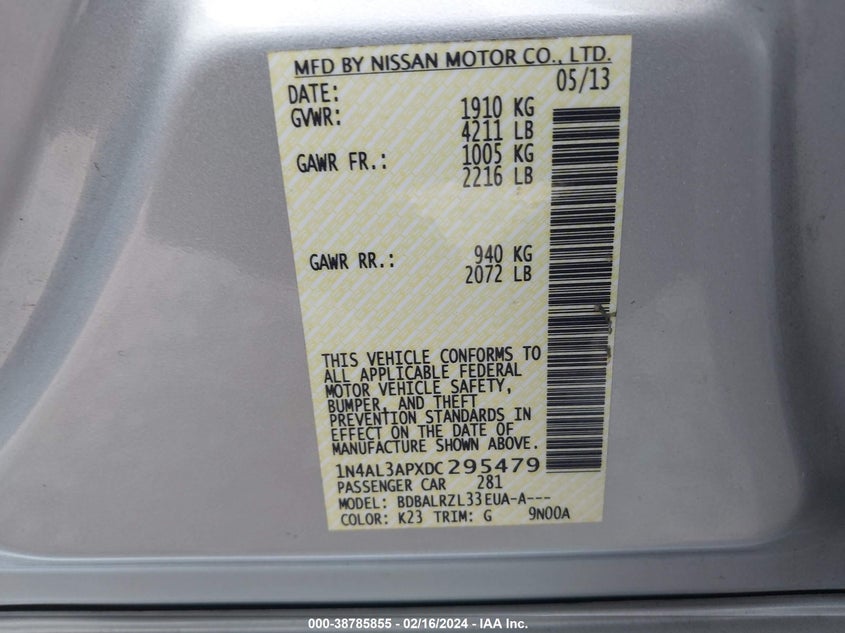 MFD BY NISSAN MOTOR CO., LTD.
DATE: 05/13
GVWR: 1910 KG
4211 LB
GAWR FR.: 1005 KG
2216 LB
GAWR RR.: 940 KG
2072 LB
THIS VEHICLE CONFORMS TO
ALL APPLICABLE FEDERAL
MOTOR VEHICLE SAFETY,
BUMPER, AND THEFT
PREVENTION STANDARDS IN
EFFECT ON THE DATE OF
MANUFACTURE SHOWN ABOVE.
1N4AL3APXDC295479
PASSENGER CAR 281
MODEL: BDBALRZL33EUA-A---
COLOR: K23 TRIM: G 9N00A
000-38785855 - 02/16/2024 - IAA Inc.